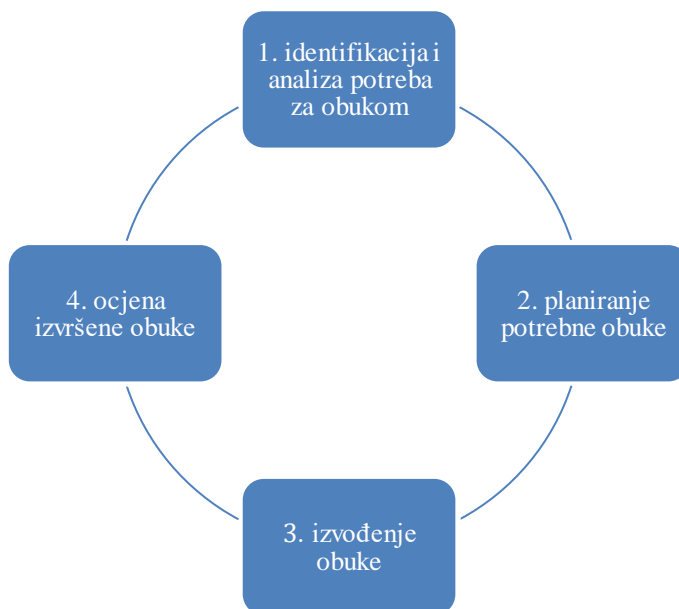 1. identifikacija i
analiza potreba
za obukom
2. planiranje
potrebne obuke
3. izvođenje
obuke
4. ocjena
izvršene obuke